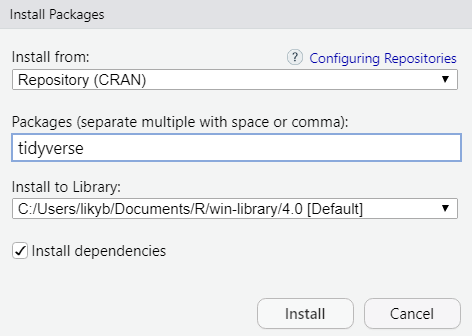 Install Packages
Install from:
? Configuring Repositories
Repository (CRAN)
Packages (separate multiple with space or comma):
tidyverse
Install to Library:
C:/Users/likyb/Documents/R/win-library/4.0 [Default]
Install dependencies
Install
Cancel